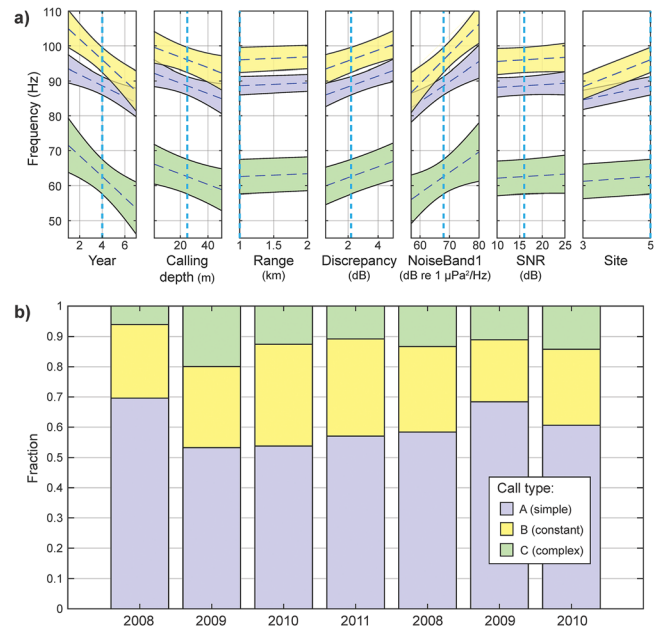 a)
Frequency (Hz)
110
100
90
80
70
60
50
2 4 6
20 40
1 2
2 4
60 70 80
10 15 20 25
3 5
Year
Calling
depth (m)
Range
(km)
Discrepancy
(dB)
NoiseBand1
(dB re 1 µPa²/Hz)
SNR
(dB)
Site
b)
Fraction
1
0.9
0.8
0.7
0.6
0.5
0.4
0.3
0.2
0.1
0
Call type:
A (simple)
B (constant)
C (complex)
2008 2009 2010 2011 2008 2009 2010